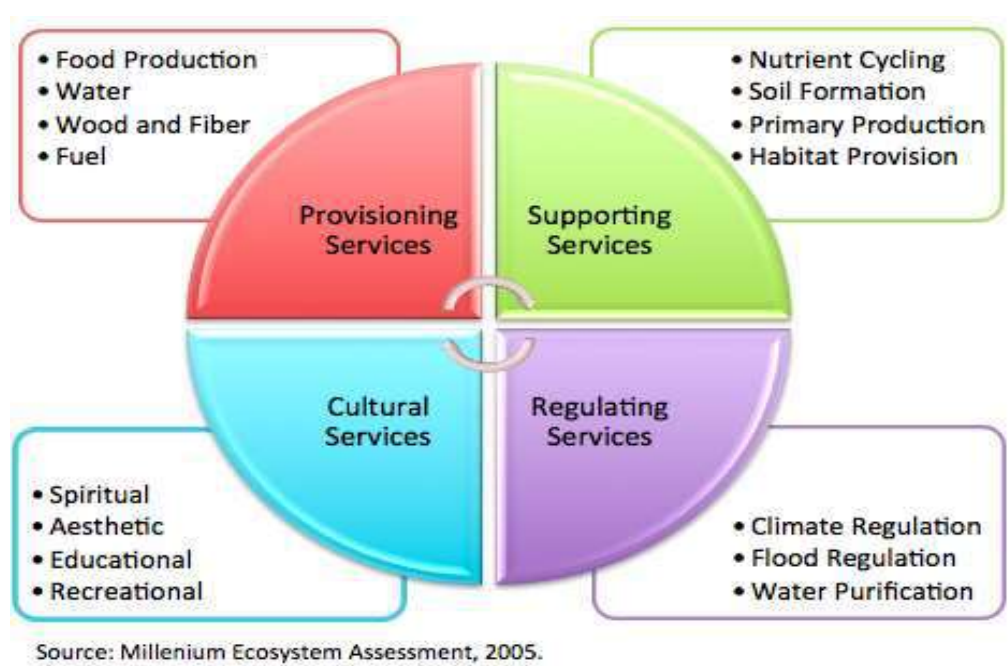 • Food Production
• Water
• Wood and Fiber
• Fuel
• Nutrient Cycling
• Soil Formation
• Primary Production
• Habitat Provision
Provisioning
Services
Supporting
Services
Cultural
Services
Regulating
Services
• Spiritual
• Aesthetic
• Educational
• Recreational
• Climate Regulation
• Flood Regulation
• Water Purification
Source: Millenium Ecosystem Assessment, 2005.